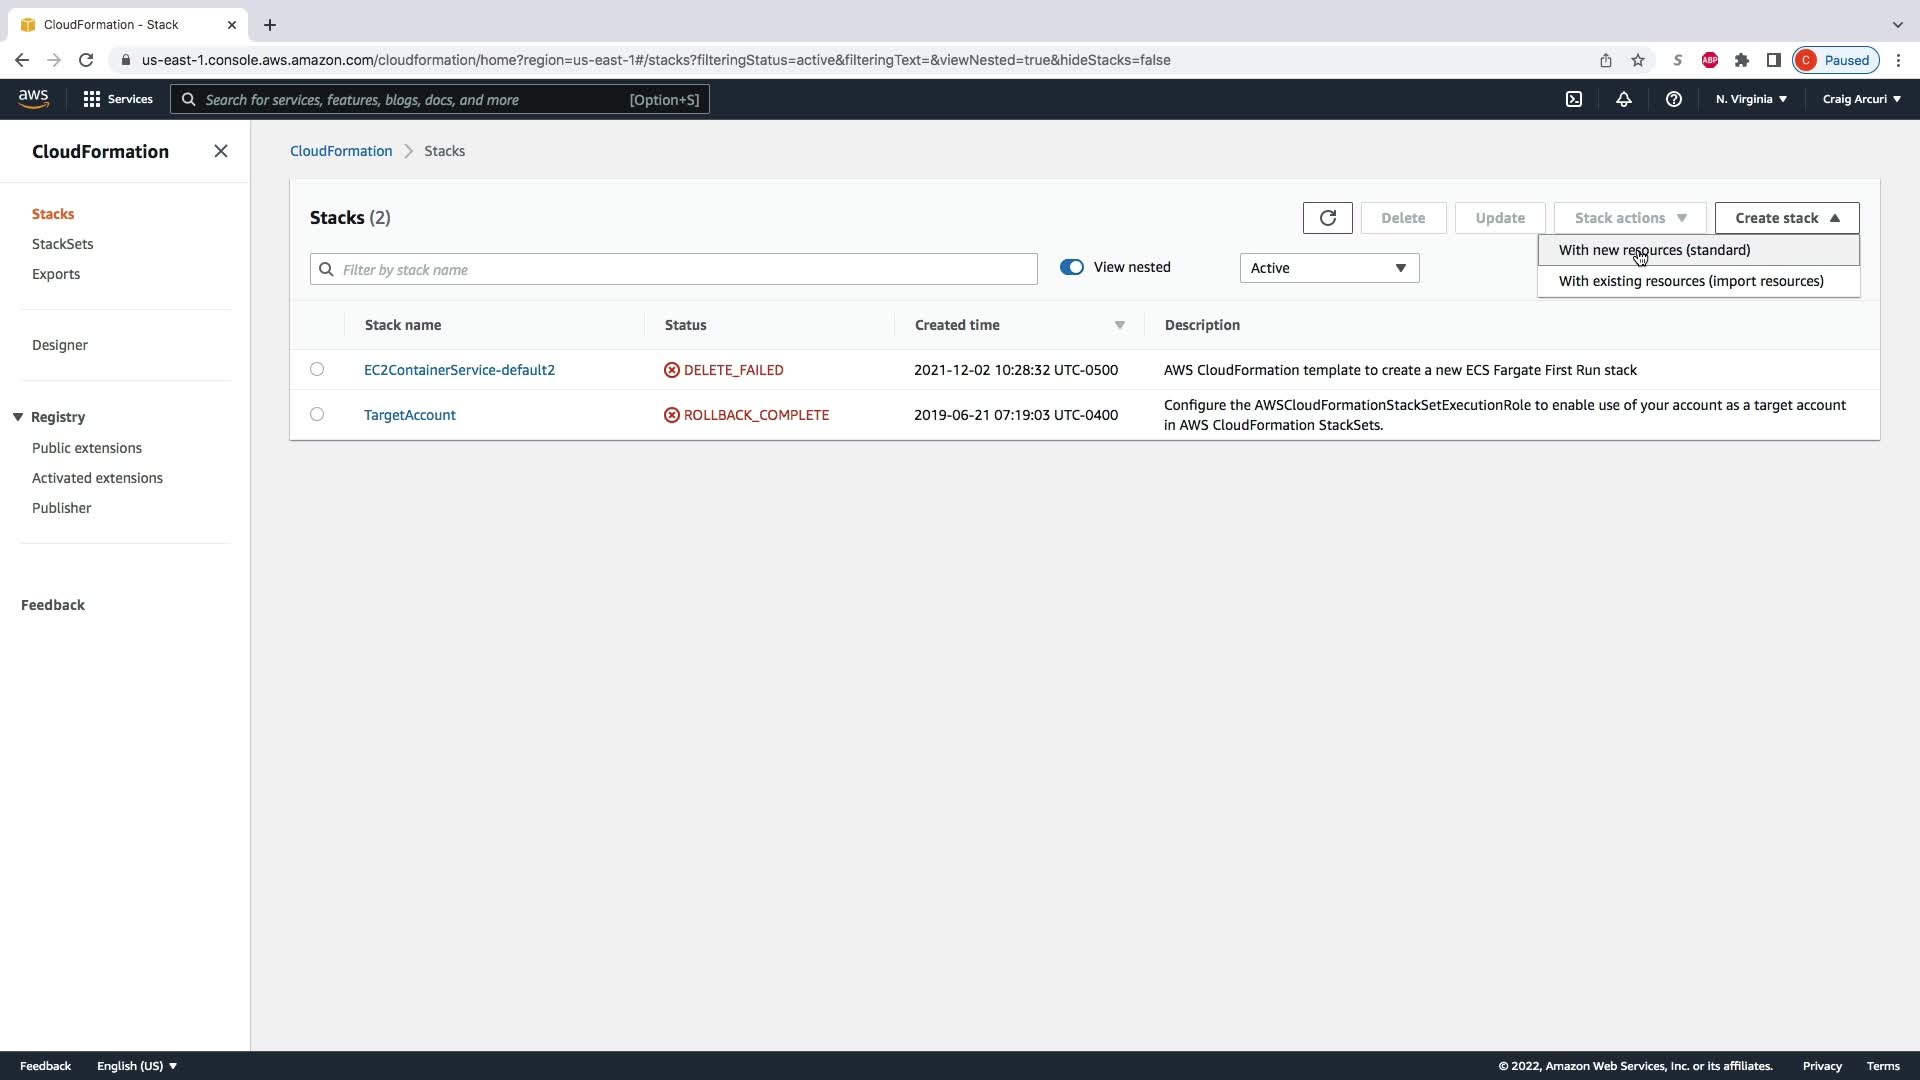 CloudFormation - Stack
us-east-1.console.aws.amazon.com/cloudformation/home?region=us-east-1#/stacks?filteringStatus=active&filteringText=&viewNested=true&hideStacks=false
S
ABP
C Paused
aws
Services
Search for services, features, blogs, docs, and more [Option+S]
N. Virginia
Craig Arcuri
CloudFormation
Stacks
StackSets
Exports
Designer
Registry
Public extensions
Activated extensions
Publisher
Feedback
CloudFormation > Stacks
Stacks (2)
Delete
Update
Stack actions
Create stack
With new resources (standard)
With existing resources (import resources)
Filter by stack name
View nested
Active
Stack name Status Created time Description
EC2ContainerService-default2 DELETE_FAILED 2021-12-02 10:28:32 UTC-0500 AWS CloudFormation template to create a new ECS Fargate First Run stack
TargetAccount ROLLBACK_COMPLETE 2019-06-21 07:19:03 UTC-0400 Configure the AWSCloudFormationStackSetExecutionRole to enable use of your account as a target account
in AWS CloudFormation StackSets.
Feedback English (US) © 2022, Amazon Web Services, Inc. or its affiliates. Privacy Terms